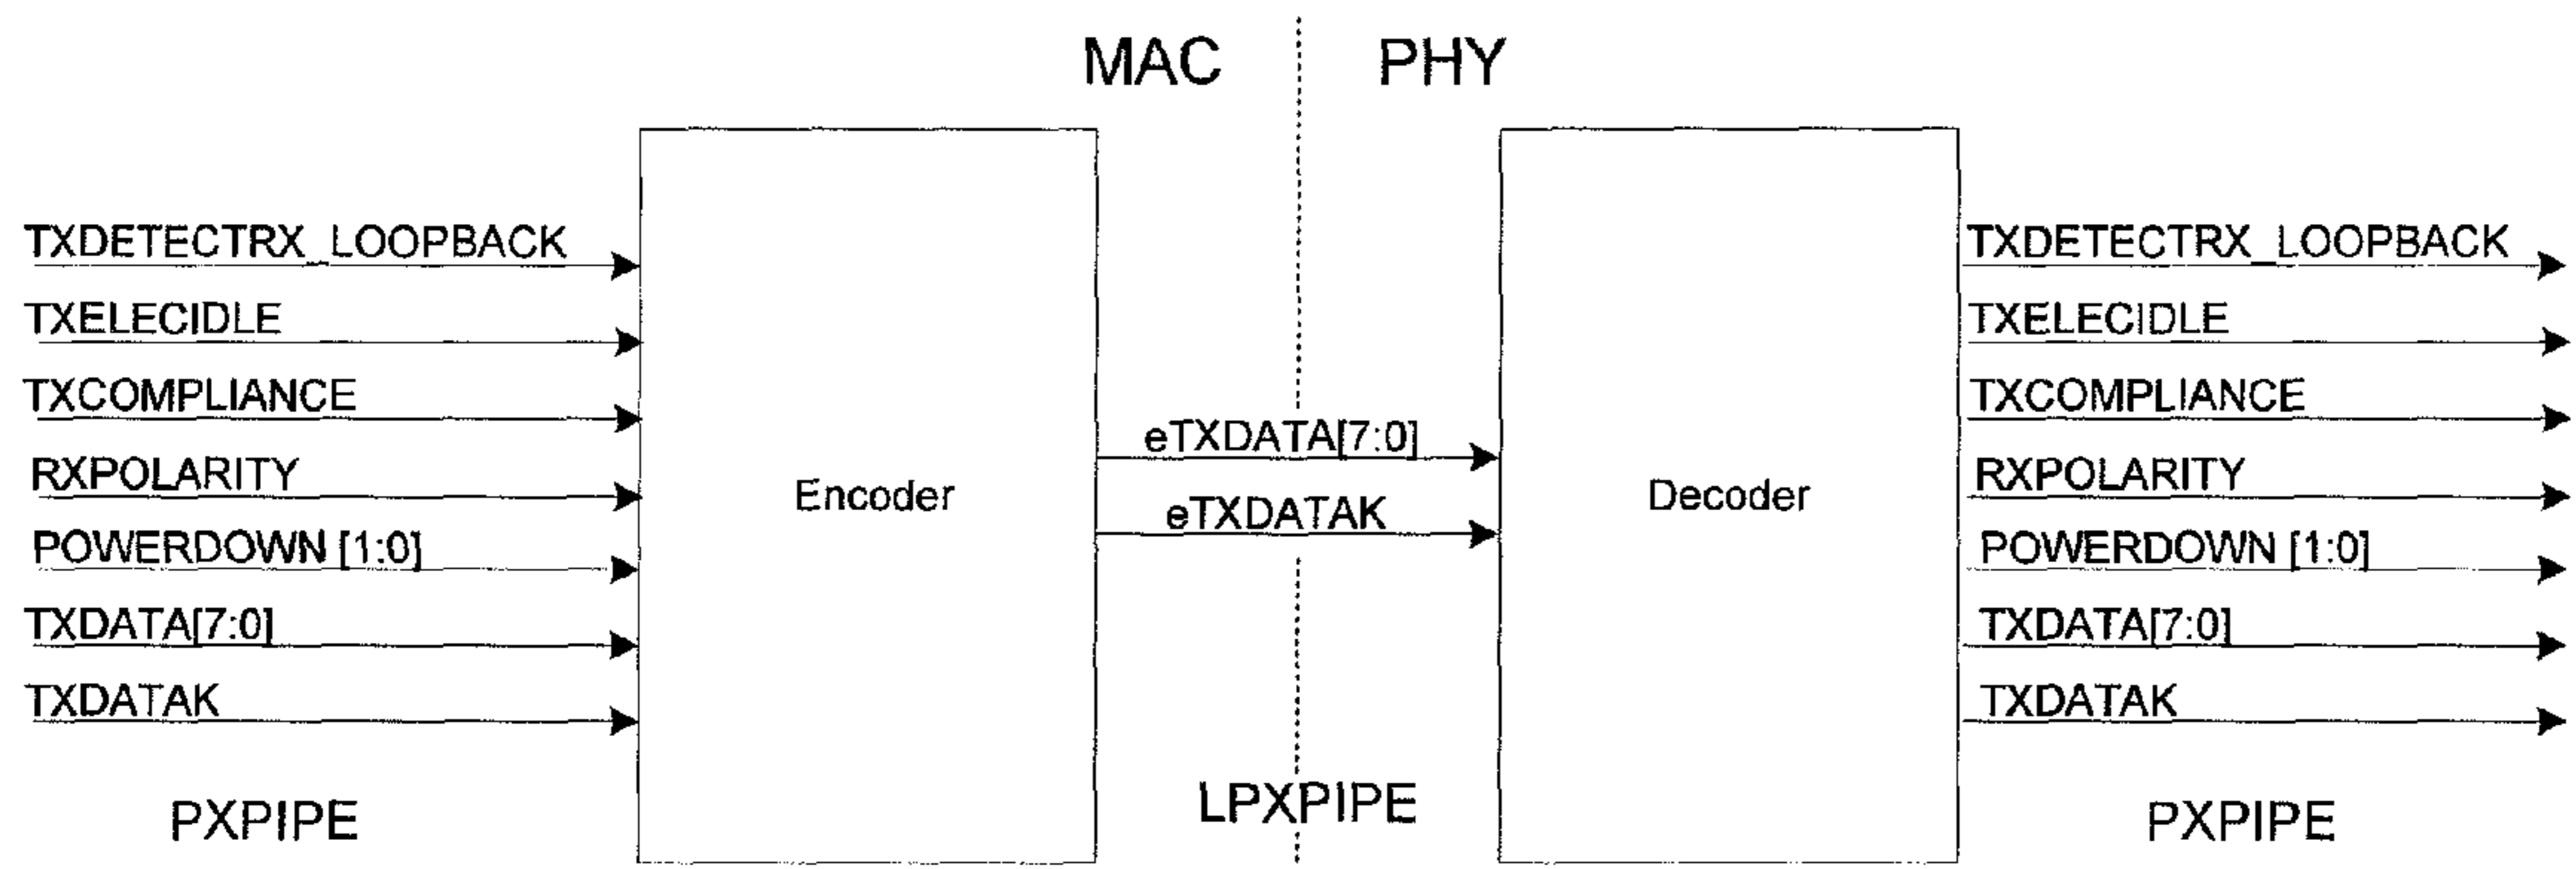 MAC
PHY
TXDETECTRX_LOOPBACK
TXELECIDLE
TXCOMPLIANCE
RXPOLARITY
POWERDOWN [1:0]
TXDATA[7:0]
TXDATAK
PXPIPE
Encoder
eTXDATA[7:0]
eTXDATAK
LPXPIPE
Decoder
TXDETECTRX_LOOPBACK
TXELECIDLE
TXCOMPLIANCE
RXPOLARITY
POWERDOWN [1:0]
TXDATA[7:0]
TXDATAK
PXPIPE